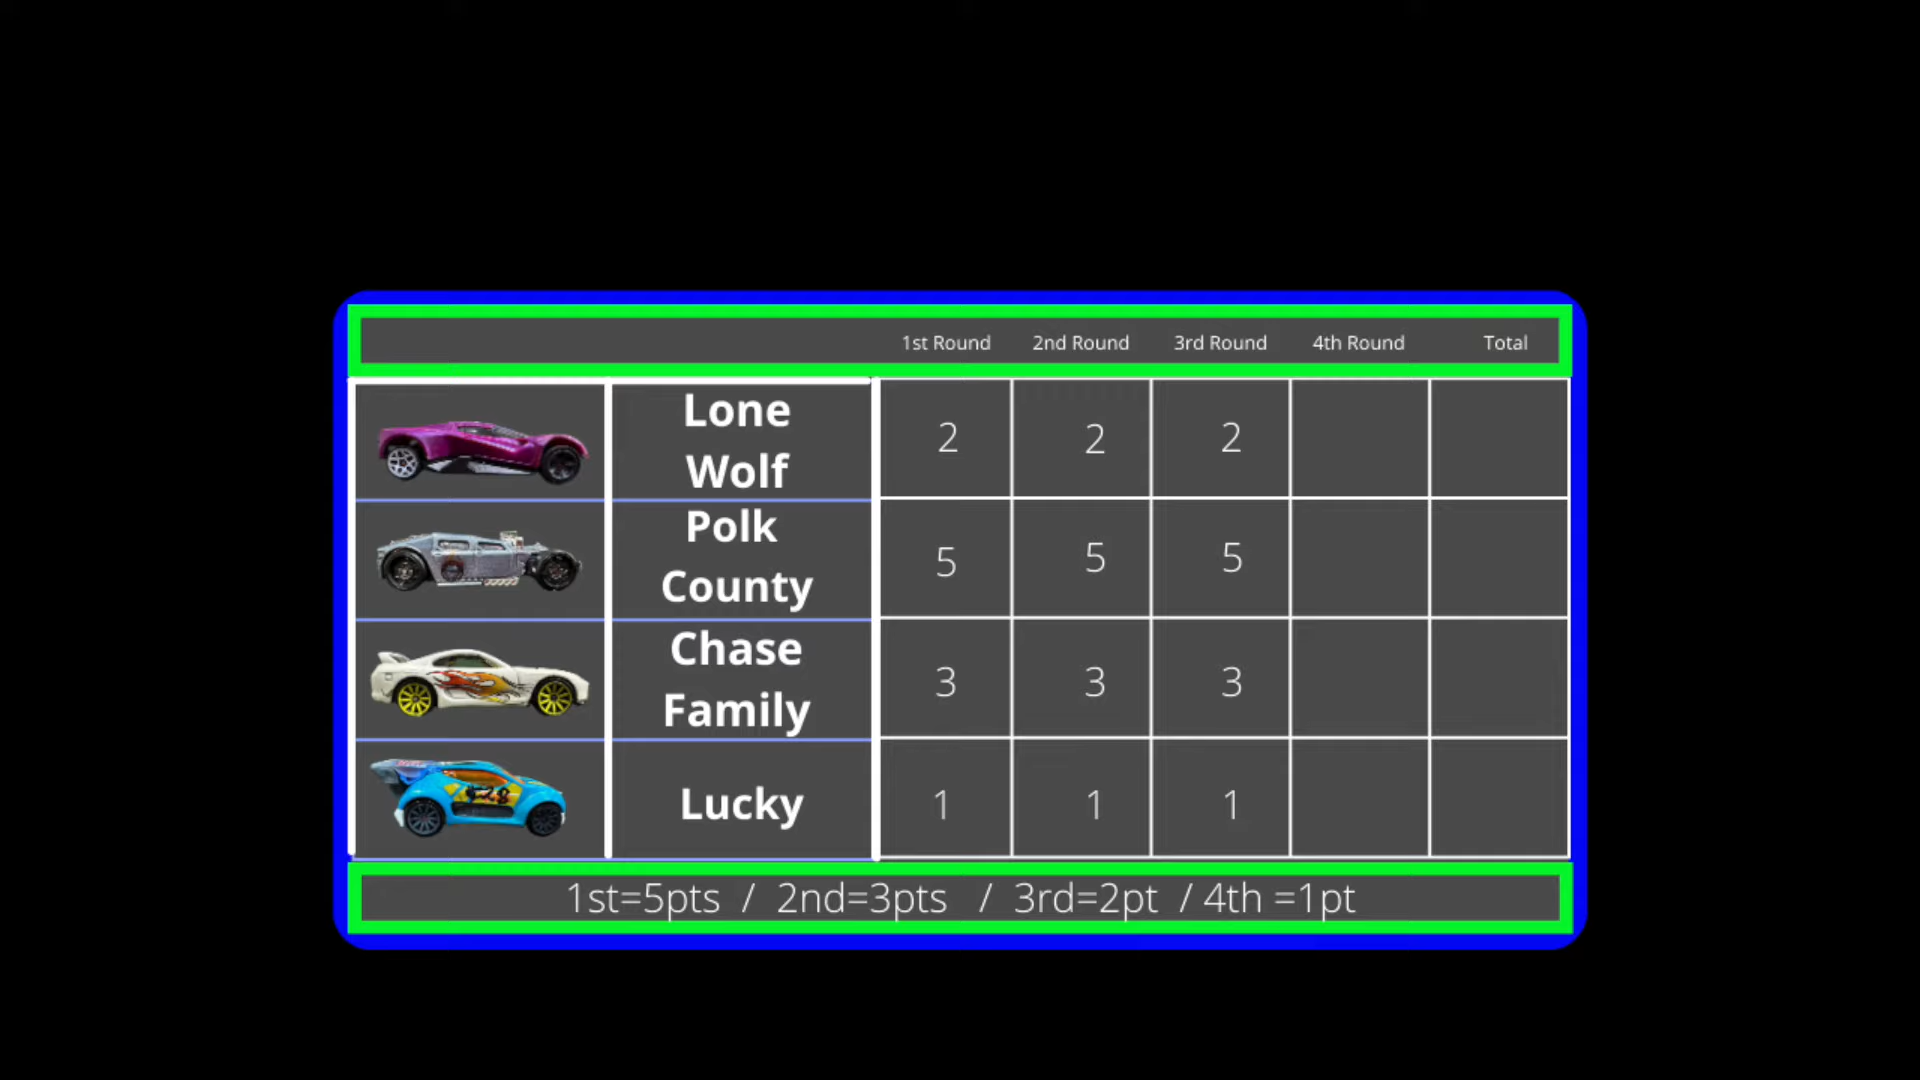 1st Round 2nd Round 3rd Round 4th Round Total
Lone
Wolf
2 2 2
Polk
County
5 5 5
Chase
Family
3 3 3
Lucky
1 1 1
1st=5pts / 2nd=3pts / 3rd=2pt / 4th =1pt